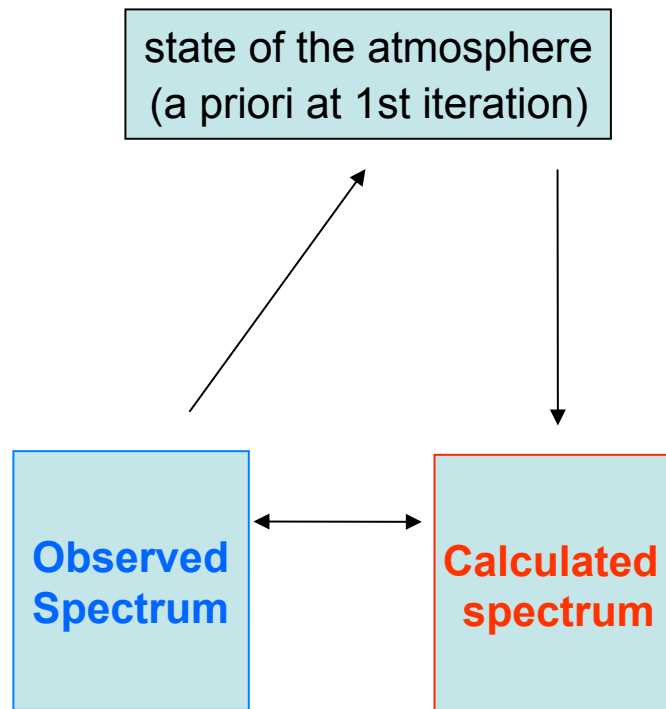 state of the atmosphere
(a priori at 1st iteration)
Observed
Spectrum
Calculated
spectrum